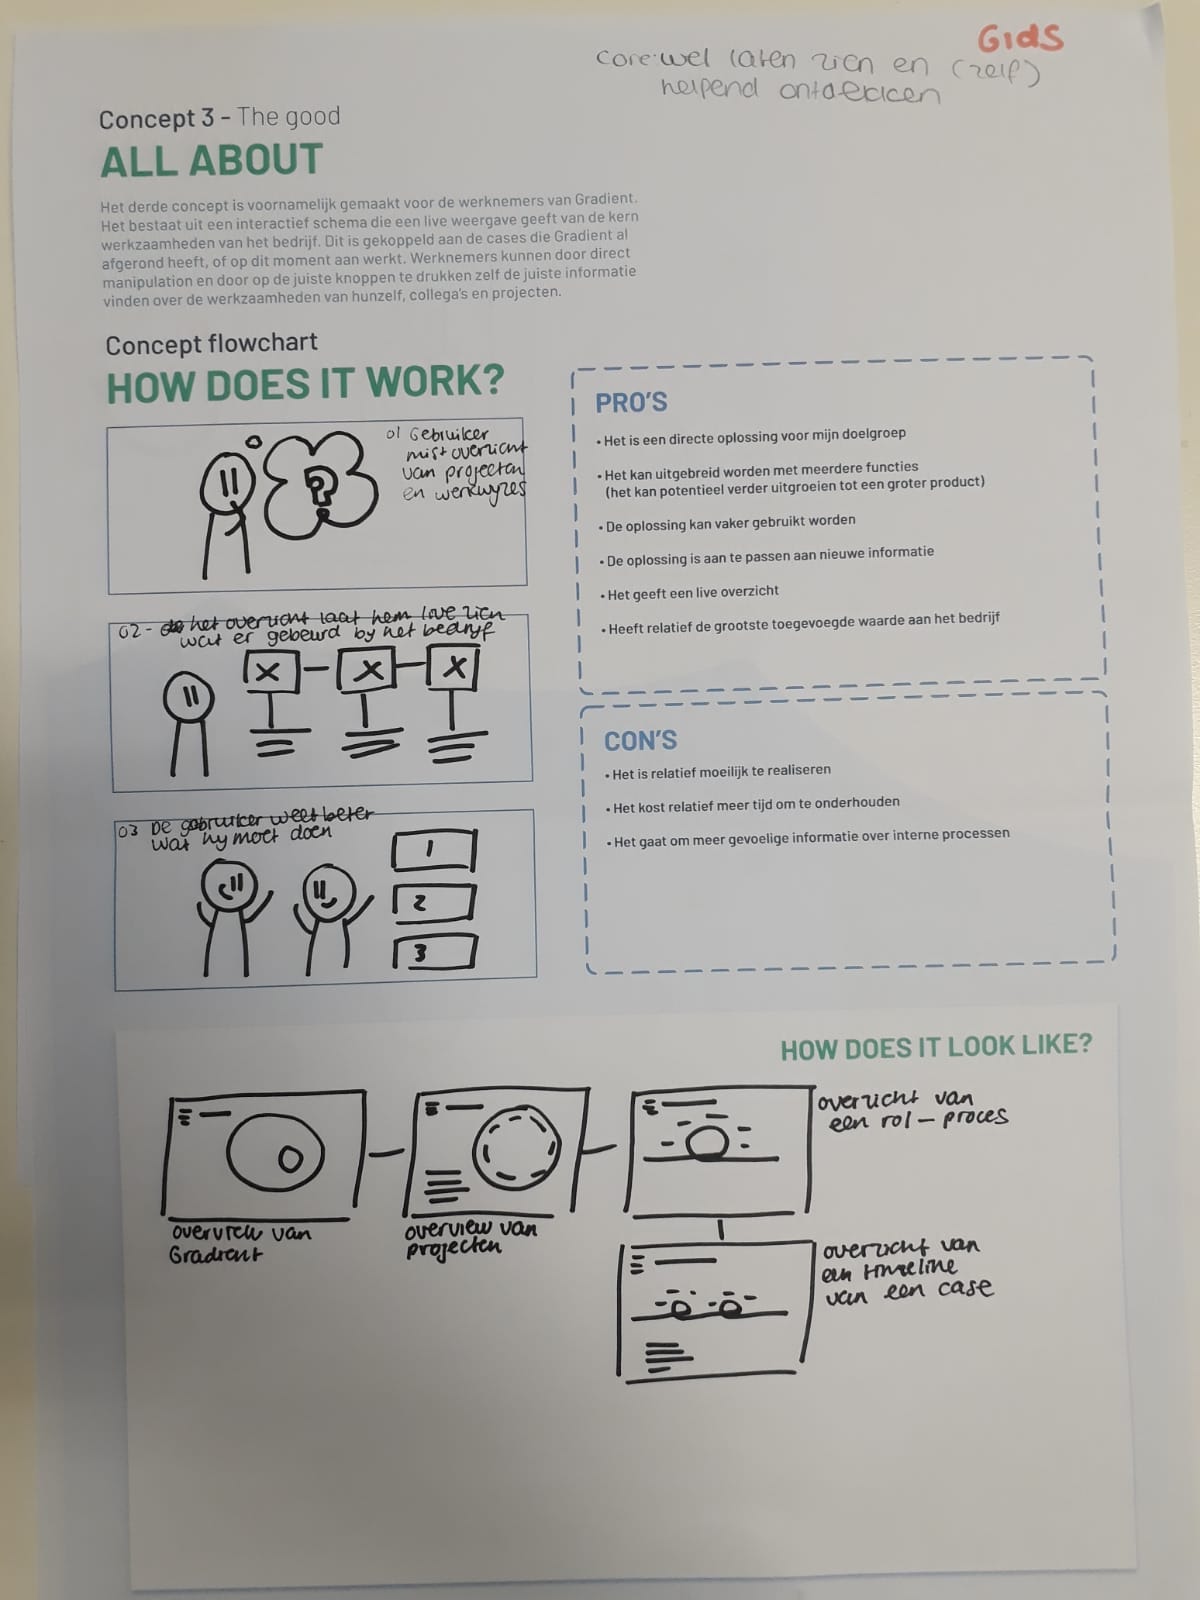 Gids
core: wel laten zien en (zelf)
helpend ontdekken
Concept 3 - The good
ALL ABOUT
Het derde concept is voornamelijk gemaakt voor de werknemers van Gradient.
Het bestaat uit een interactief schema die een live weergave geeft van de kern
werkzaamheden van het bedrijf. Dit is gekoppeld aan de cases die Gradient al
afgerond heeft, of op dit moment aan werkt. Werknemers kunnen door direct
manipulation en door op de juiste knoppen te drukken zelf de juiste informatie
vinden over de werkzaamheden van hunzelf, collega's en projecten.
Concept flowchart
HOW DOES IT WORK?
01 Gebruiker
mist overzicht
van projecten
en werkwyzes
?
02 - het overzicht laat hem live zien
wat er gebeurd by het bedryf
X X X
03 De gebruiker weet beter
wat hy moet doen
1
2
3
PRO'S
• Het is een directe oplossing voor mijn doelgroep
• Het kan uitgebreid worden met meerdere functies
(het kan potentieel verder uitgroeien tot een groter product)
• De oplossing kan vaker gebruikt worden
• De oplossing is aan te passen aan nieuwe informatie
• Het geeft een live overzicht
• Heeft relatief de grootste toegevoegde waarde aan het bedrijf
CON'S
• Het is relatief moeilijk te realiseren
• Het kost relatief meer tijd om te onderhouden
• Het gaat om meer gevoelige informatie over interne processen
HOW DOES IT LOOK LIKE?
overview van
Gradient
overview van
projecten
overzicht van
een rol - proces
overzicht van
een timeline
van een case